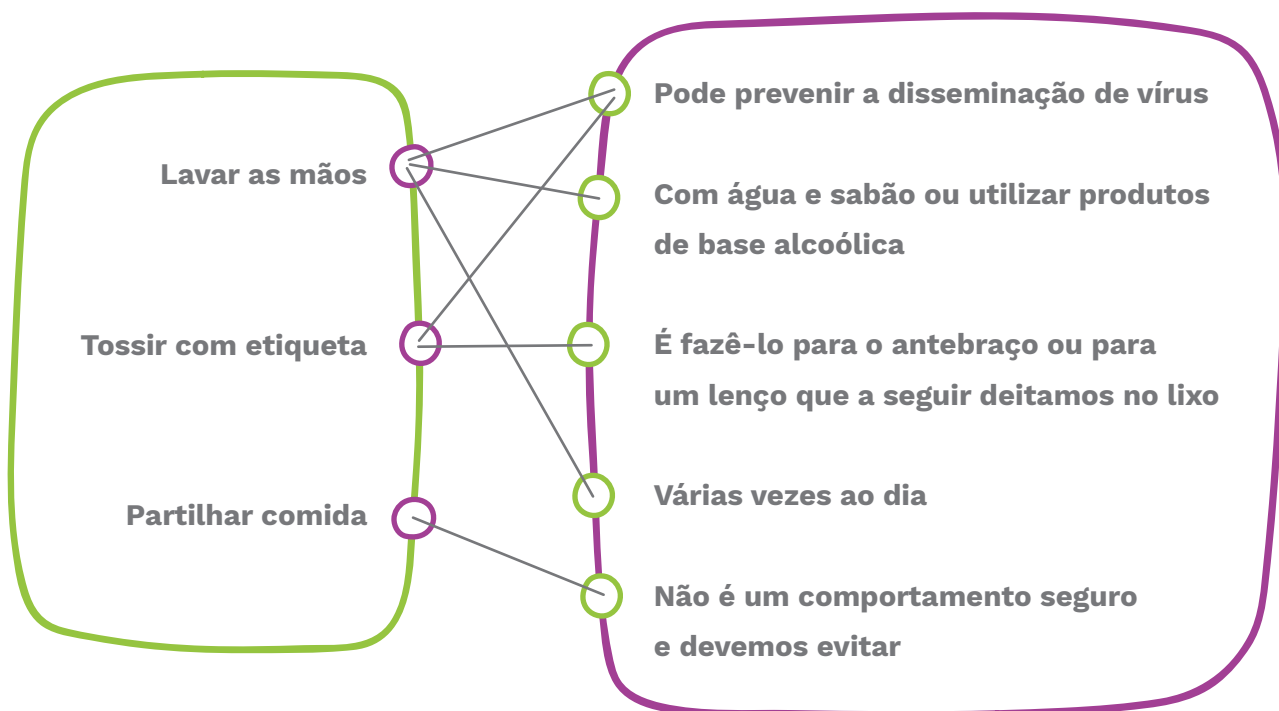 Lavar as mãos
Tossir com etiqueta
Partilhar comida
Pode prevenir a disseminação de vírus
Com água e sabão ou utilizar produtos
de base alcoólica
É fazê-lo para o antebraço ou para
um lenço que a seguir deitamos no lixo
Várias vezes ao dia
Não é um comportamento seguro
e devemos evitar